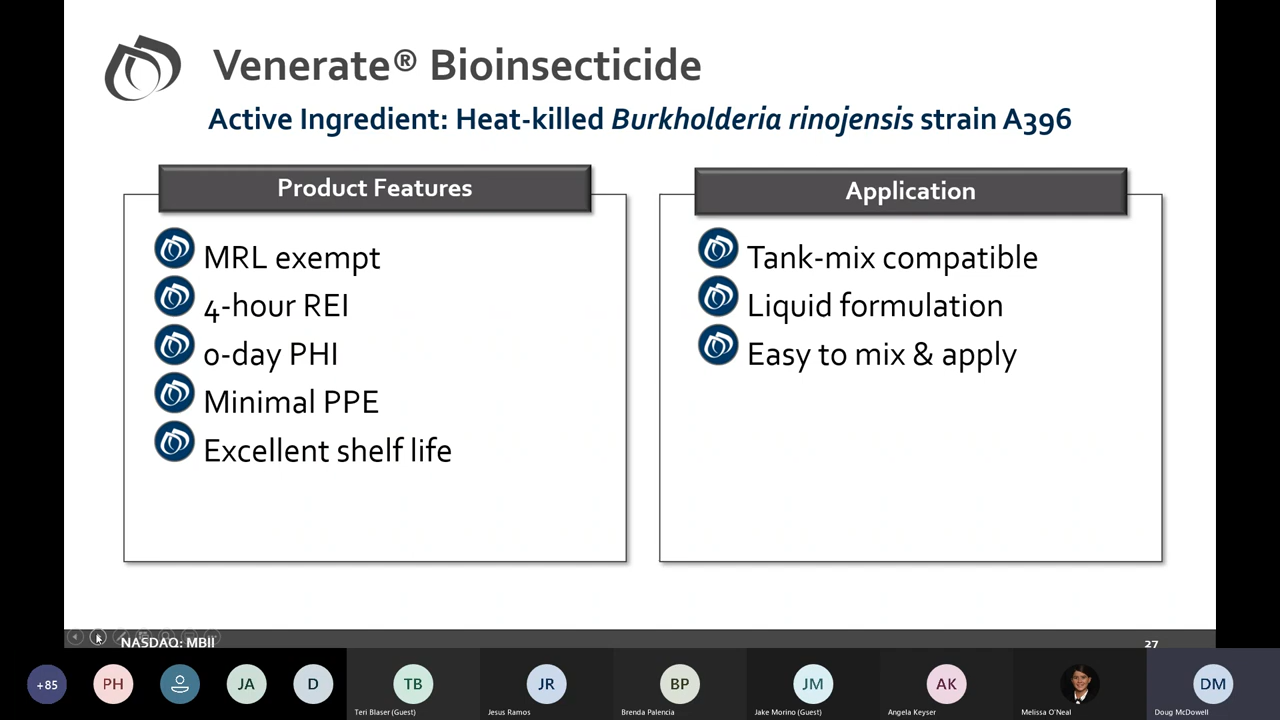 Venerate® Bioinsecticide
Active Ingredient: Heat-killed Burkholderia rinojensis strain A396
Product Features
MRL exempt
4-hour REI
0-day PHI
Minimal PPE
Excellent shelf life
Application
Tank-mix compatible
Liquid formulation
Easy to mix & apply
NASDAQ: MBII
27
+85
PH
JA
D
TB
JR
BP
JM
AK
DM
Teri Blaser (Guest)
Jesus Ramos
Brenda Palencia
Jake Morino (Guest)
Angela Keyser
Melissa O'Neal
Doug McDowell